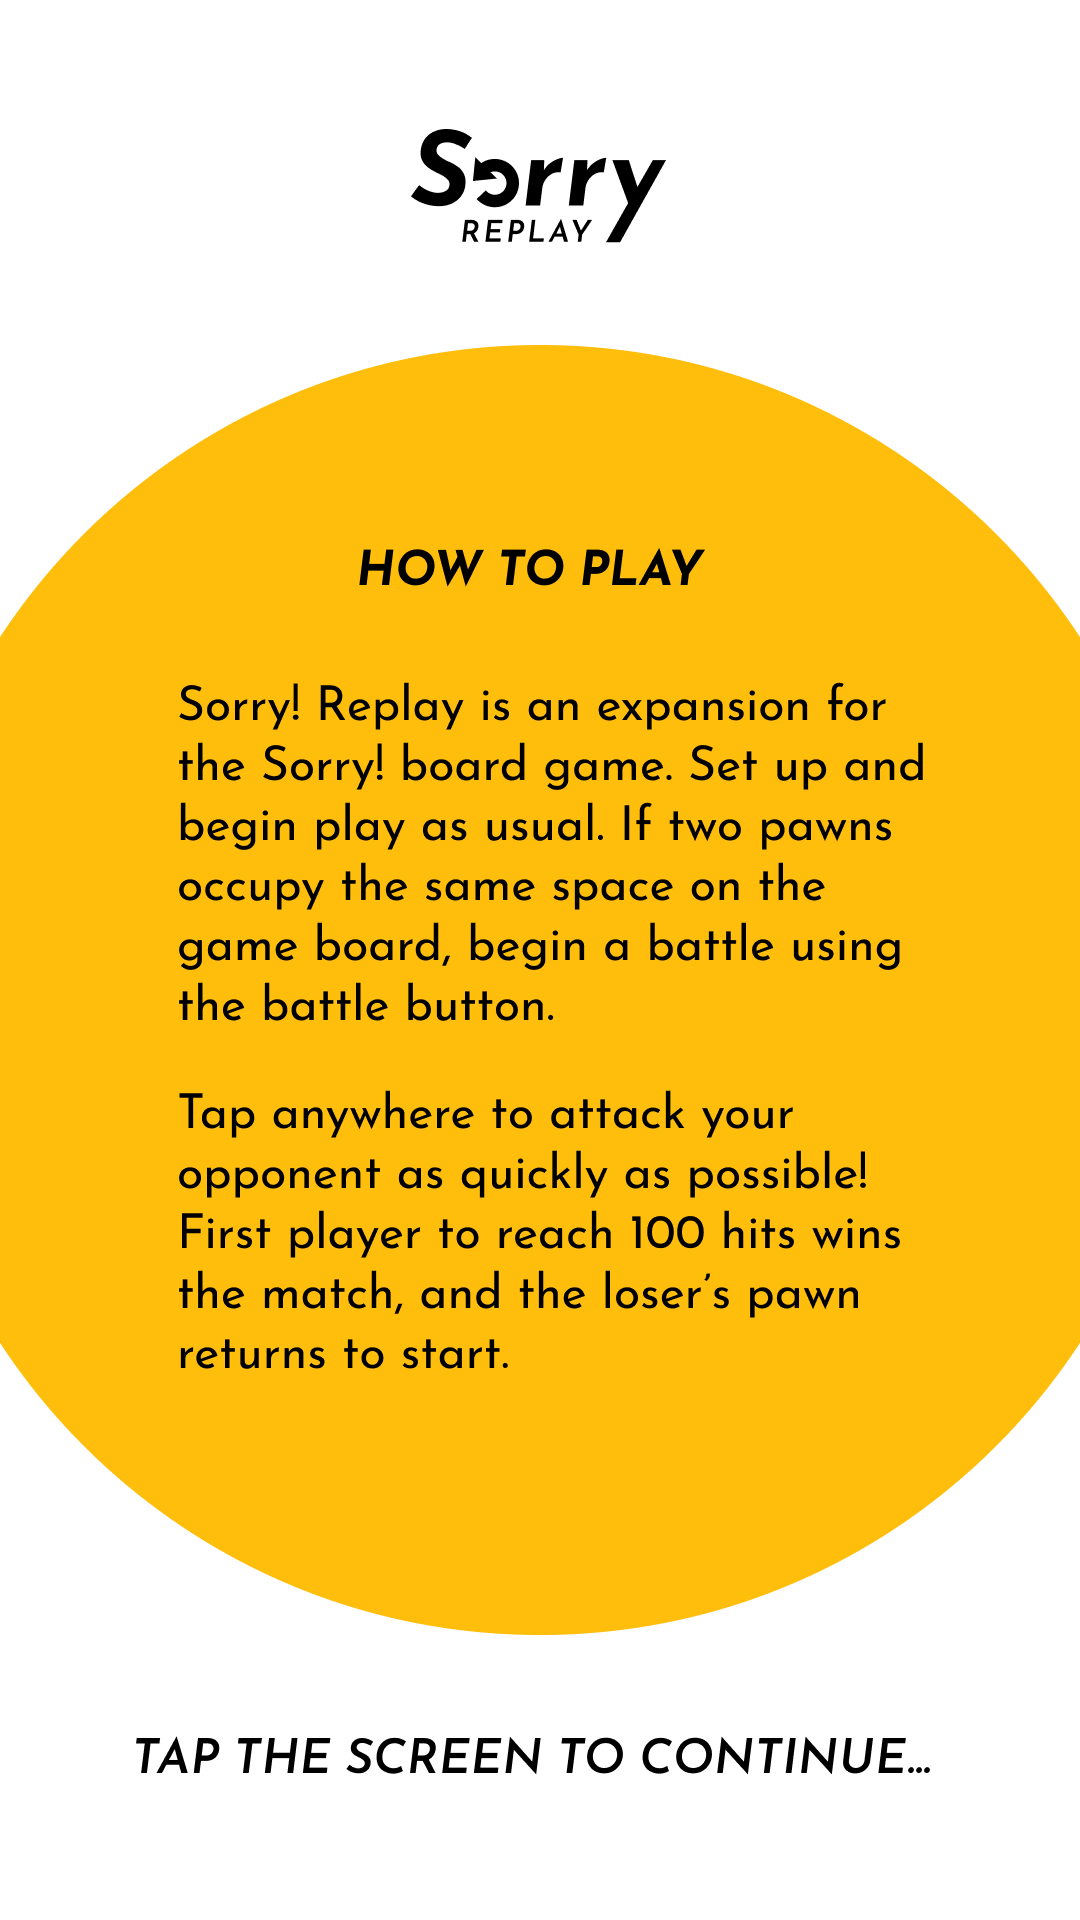 Sorry
REPLAY
HOW TO PLAY
Sorry! Replay is an expansion for
the Sorry! board game. Set up and
begin play as usual. If two pawns
occupy the same space on the
game board, begin a battle using
the battle button.
Tap anywhere to attack your
opponent as quickly as possible!
First player to reach 100 hits wins
the match, and the loser’s pawn
returns to start.
TAP THE SCREEN TO CONTINUE...